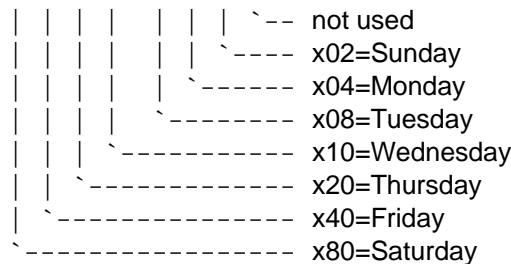 | | | |  | | | `-- not used
| | | |  | | `---- x02=Sunday
| | | |  | `------ x04=Monday
| | | |  `-------- x08=Tuesday
| | | `----------- x10=Wednesday
| | `------------- x20=Thursday
| `--------------- x40=Friday
`----------------- x80=Saturday